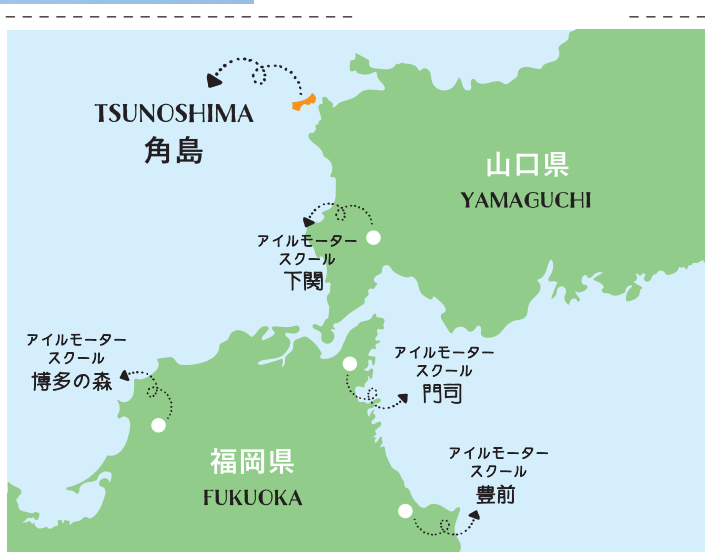 TSUNOSHIMA
角島
山口県
YAMAGUCHI
アイルモーター
スクール
下関
アイルモーター
スクール
博多の森
アイルモーター
スクール
門司
福岡県
FUKUOKA
アイルモーター
スクール
豊前